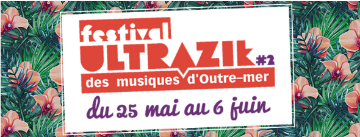 festival
ULTRAZIK #2
des musiques d'Outre-mer
du 25 mai au 6 juin